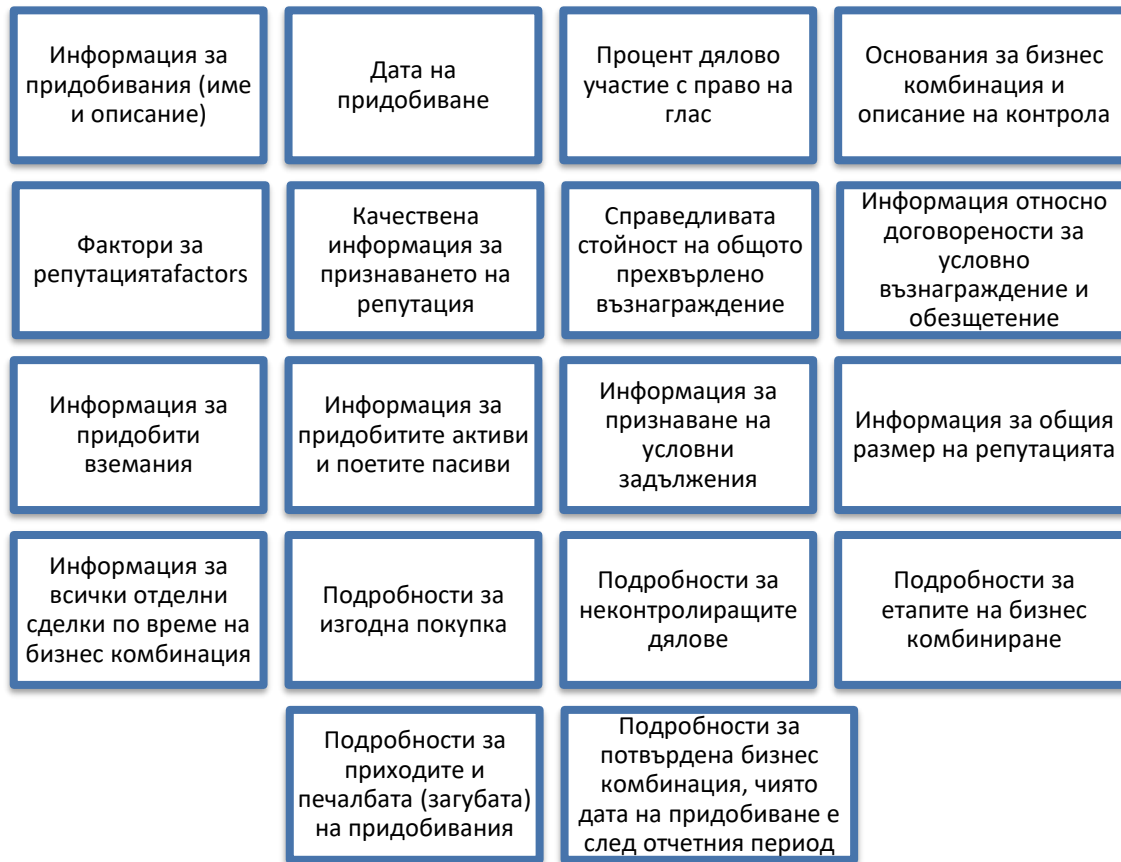 Информация за
придобивания (име
и описание)
Дата на
придобиване
Процент дялово
участие с право на
глас
Основания за бизнес
комбинация и
описание на контрола
Фактори за
репутациятаfactors
Качествена
информация за
признаването на
репутация
Справедливата
стойност на общото
прехвърлено
възнаграждение
Информация относно
договорености за
условно
възнаграждение и
обезщетение
Информация за
придобити
вземания
Информация за
придобитите активи
и поетите пасиви
Информация за
признаване на
условни
задължения
Информация за общия
размер на репутацията
Информация за
всички отделни
сделки по време на
бизнес комбинация
Подробности за
изгодна покупка
Подробности за
неконтролиращите
дялове
Подробности за
етапите на бизнес
комбиниране
Подробности за
приходите и
печалбата (загубата)
на придобивания
Подробности за
потвърдена бизнес
комбинация, чиято
дата на придобиване е
след отчетния период